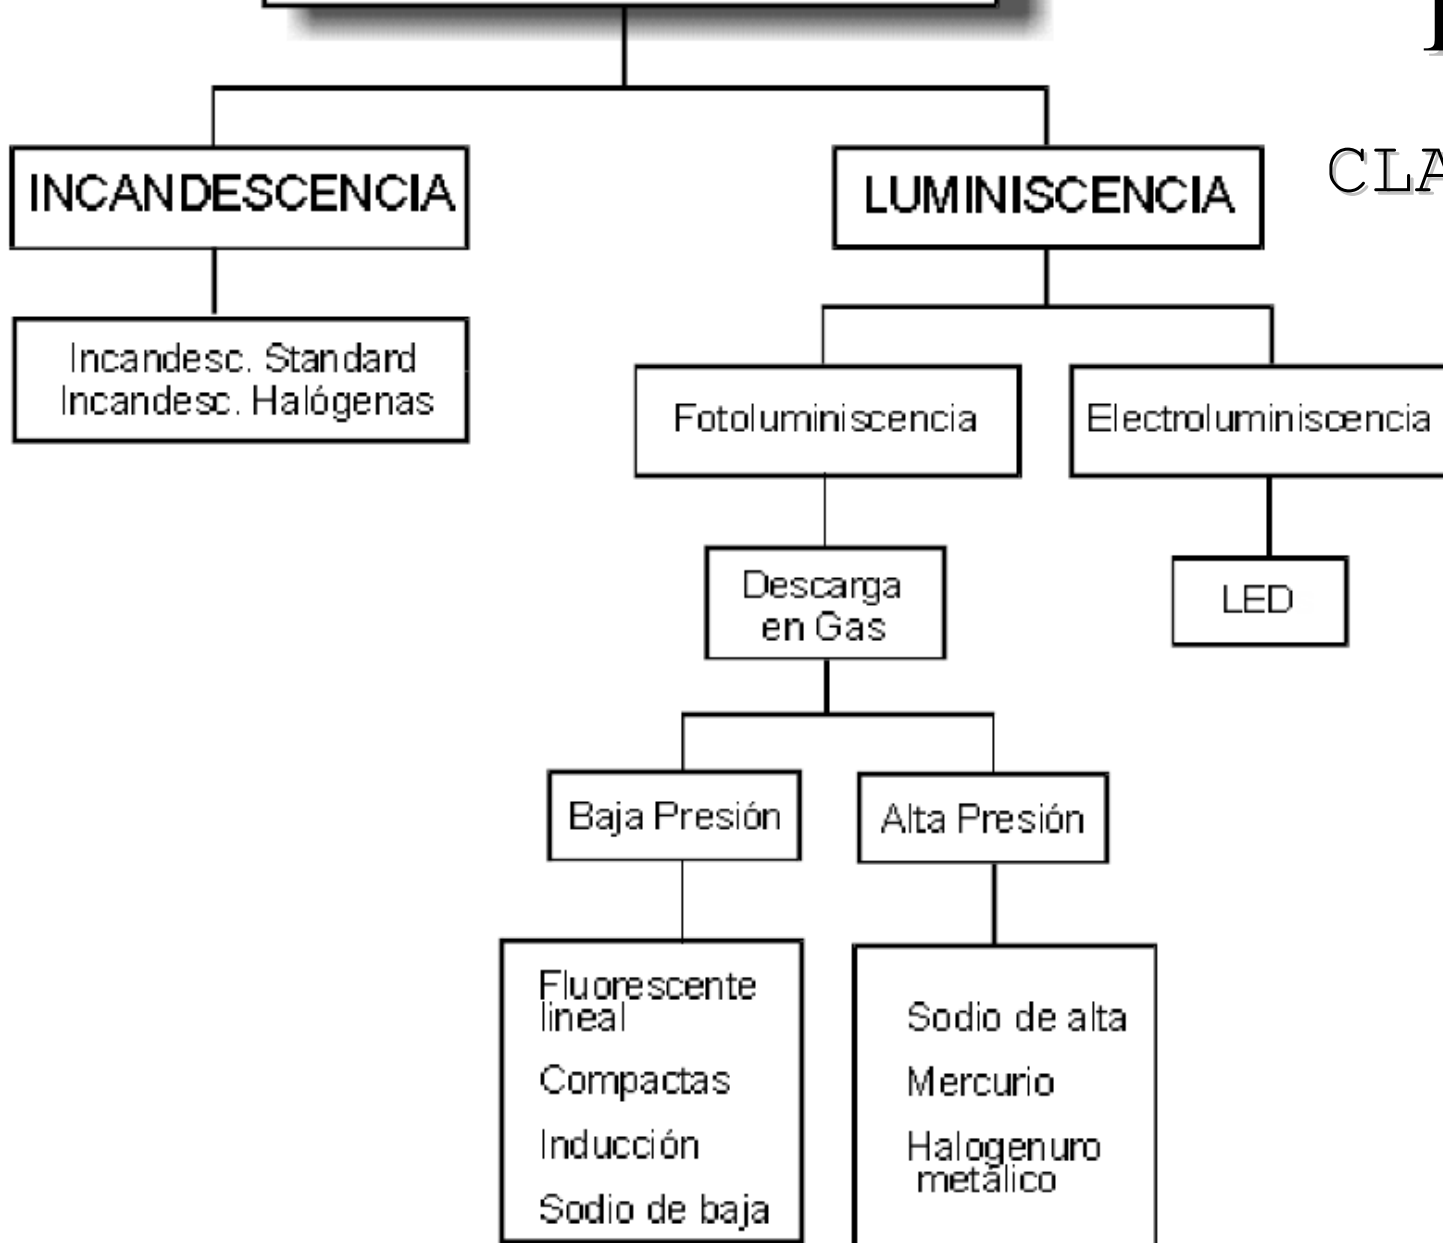 CLA
INCANDESCENCIA
LUMINISCENCIA
Incandesc. Standard
Incandesc. Halógenas
Fotoluminiscencia
Electroluminiscencia
Descarga
en Gas
LED
Baja Presión
Alta Presión
Fluorescente
lineal
Compactas
Inducción
Sodio de baja
Sodio de alta
Mercurio
Halogenuro
metálico